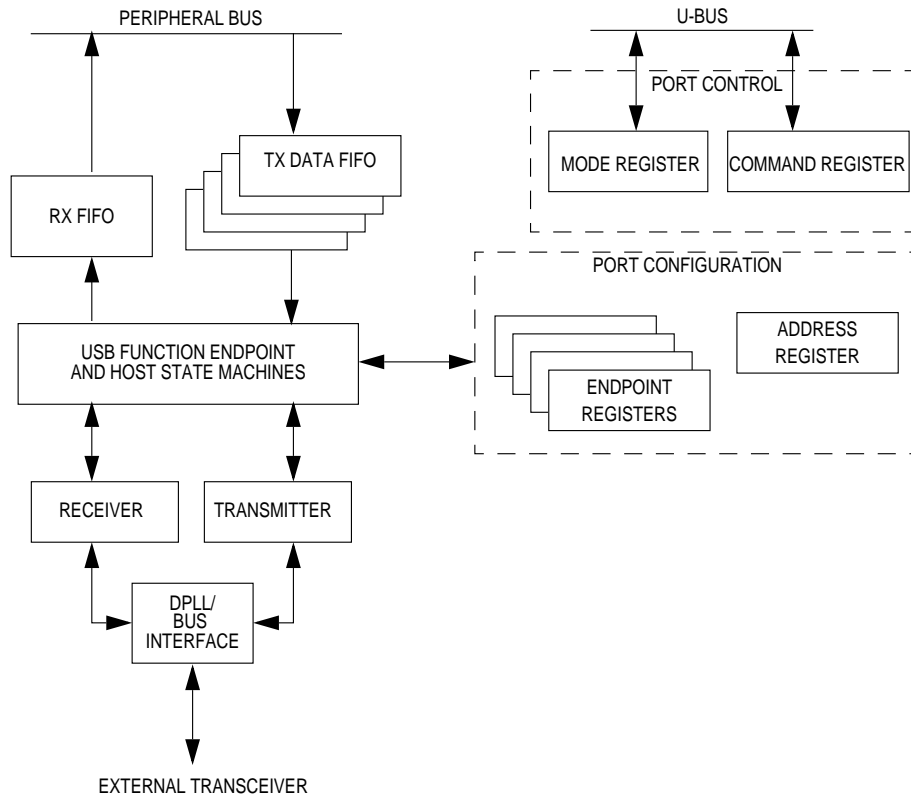 PERIPHERAL BUS
U-BUS
PORT CONTROL
TX DATA FIFO
MODE REGISTER
COMMAND REGISTER
RX FIFO
PORT CONFIGURATION
USB FUNCTION ENDPOINT
AND HOST STATE MACHINES
ADDRESS
REGISTER
ENDPOINT
REGISTERS
RECEIVER
TRANSMITTER
DPLL/
BUS
INTERFACE
EXTERNAL TRANSCEIVER